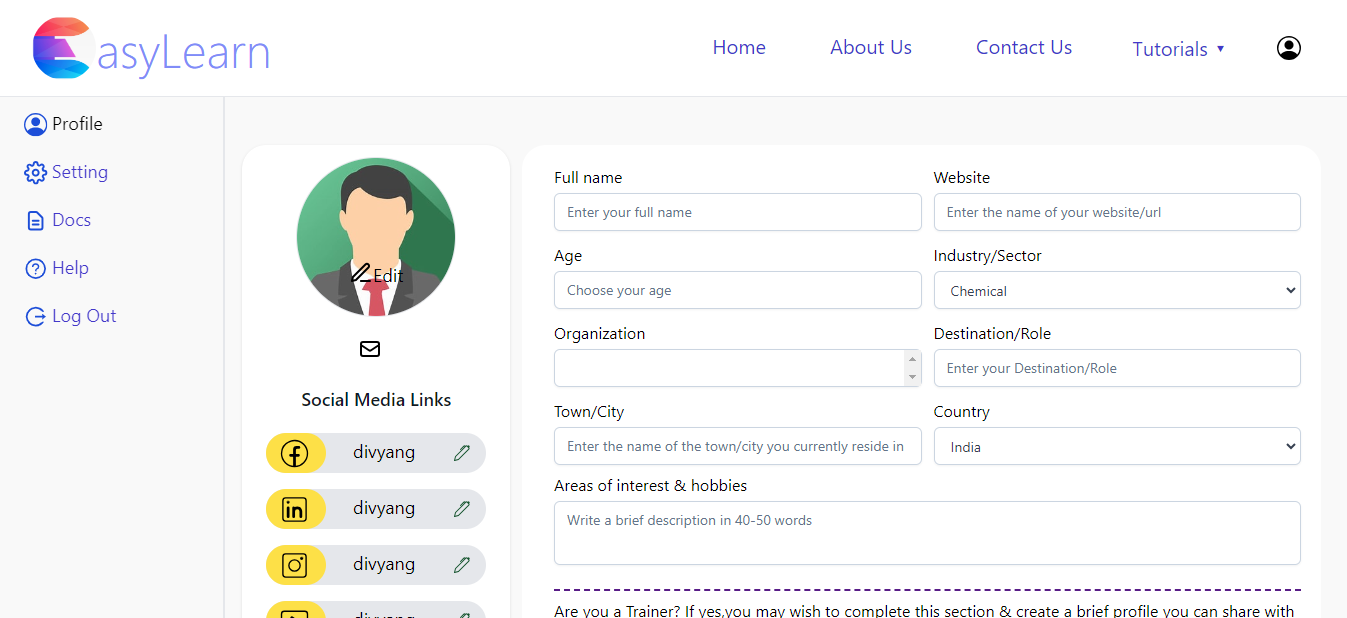 EasyLearn
Home
About Us
Contact Us
Tutorials ▾
Profile
Setting
Docs
Help
Log Out
Edit
Social Media Links
divyang
divyang
divyang
divyang
Full name
Website
Enter your full name
Enter the name of your website/url
Age
Industry/Sector
Choose your age
Chemical
Organization
Destination/Role
Enter your Destination/Role
Town/City
Country
Enter the name of the town/city you currently reside in
India
Areas of interest & hobbies
Write a brief description in 40-50 words
Are you a Trainer? If yes,you may wish to complete this section & create a brief profile you can share with